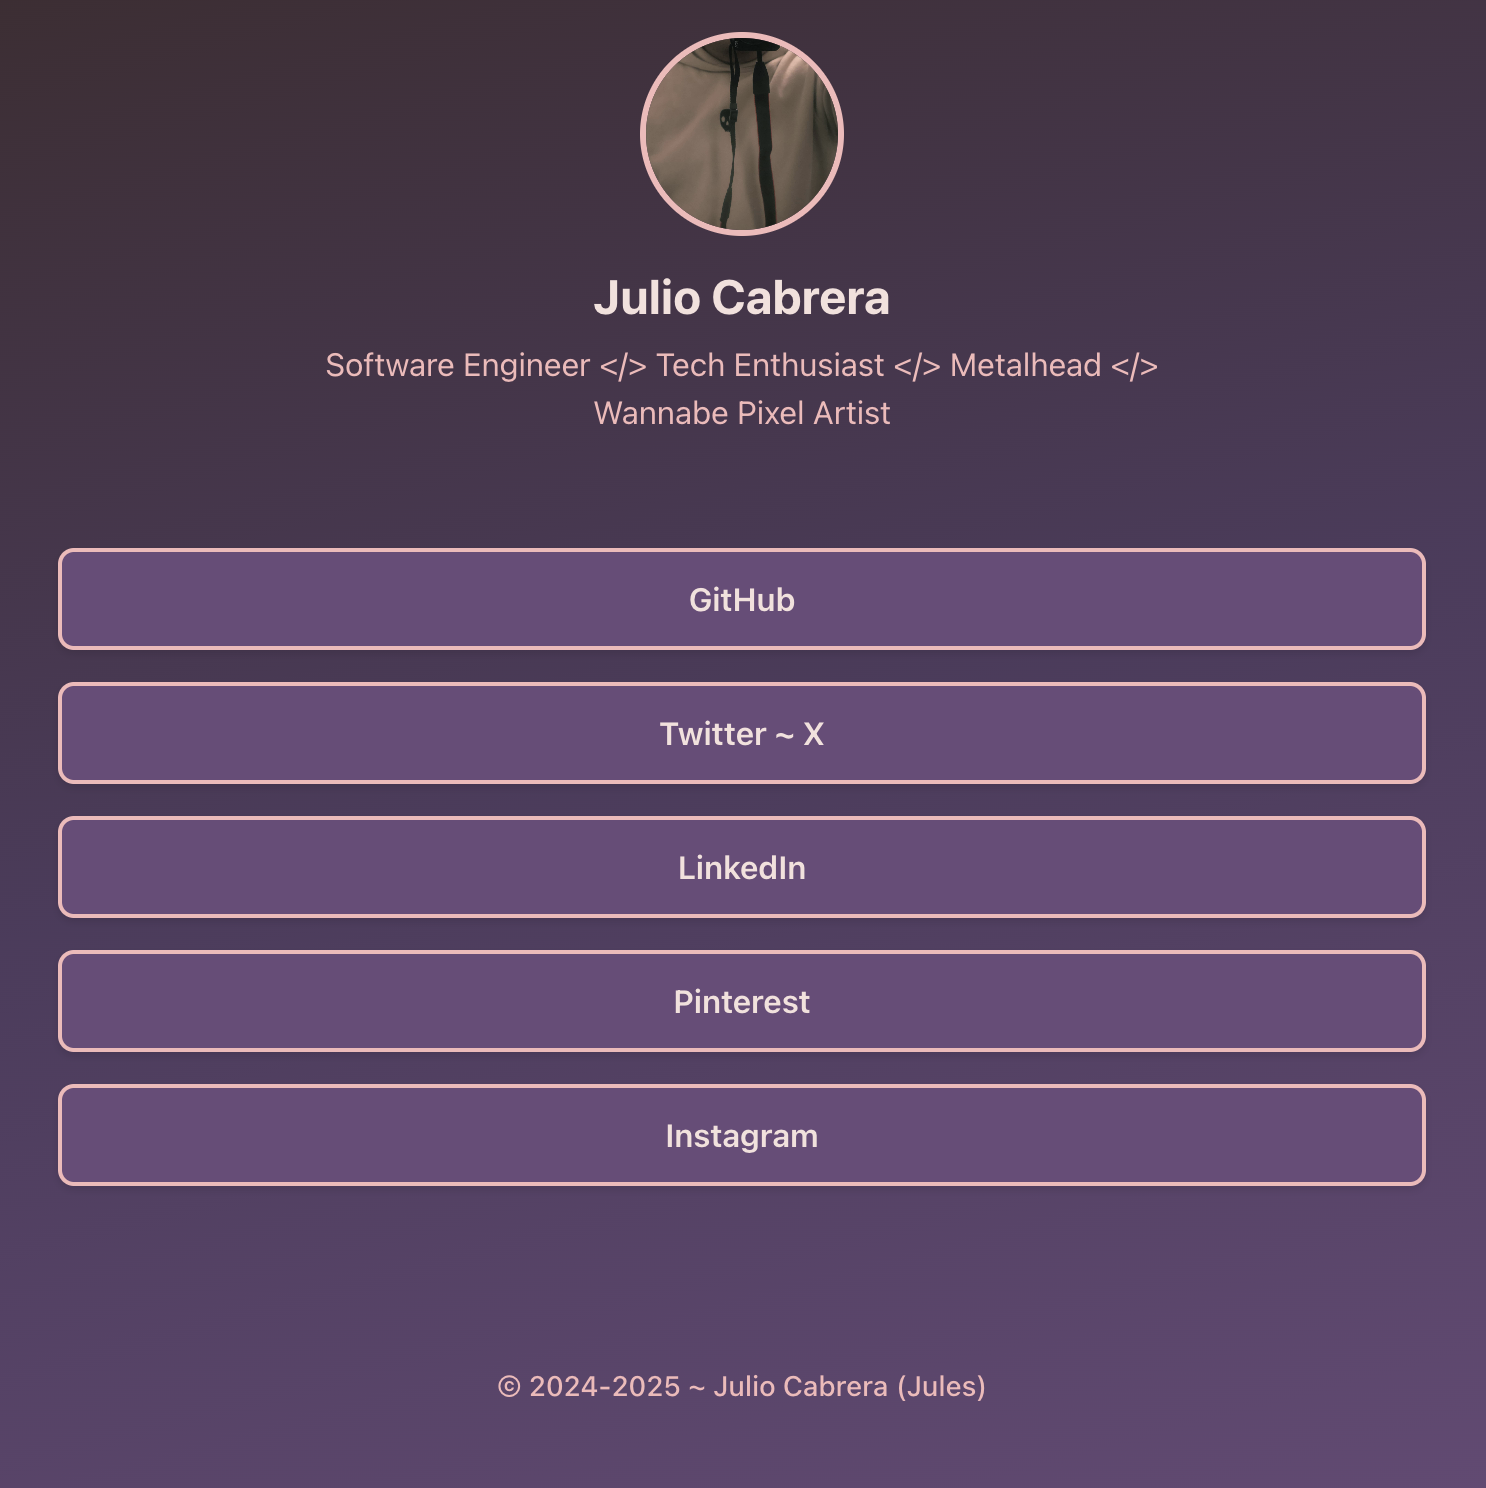 Julio Cabrera
Software Engineer </> Tech Enthusiast </> Metalhead </>
Wannabe Pixel Artist
GitHub
Twitter ~ X
LinkedIn
Pinterest
Instagram
© 2024-2025 ~ Julio Cabrera (Jules)